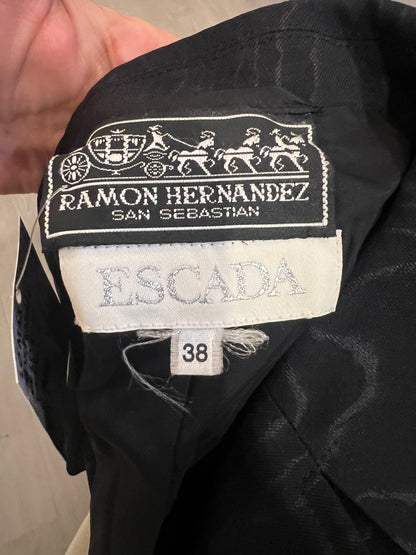 RAMON HERNANDEZ
SAN SEBASTIAN
ESCADA
38